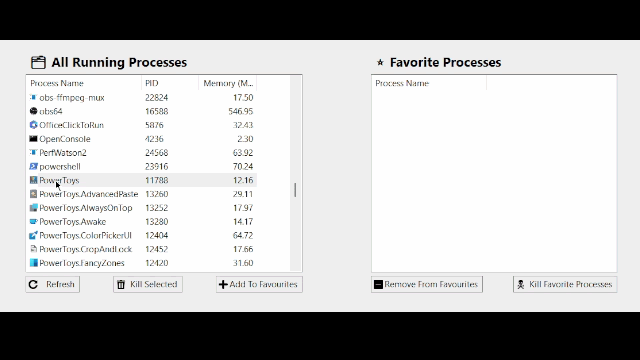 All Running Processes
Process Name PID Memory (M...
obs-ffmpeg-mux 22824 17.50
obs64 16588 546.95
OfficeClickToRun 5876 32.43
OpenConsole 4236 2.30
PerfWatson2 24568 63.92
powershell 23916 70.24
PowerToys 11788 12.16
PowerToys.AdvancedPaste 13260 29.11
PowerToys.AlwaysOnTop 13252 17.97
PowerToys.Awake 13280 14.17
PowerToys.ColorPickerUI 12404 64.72
PowerToys.CropAndLock 12452 17.66
PowerToys.FancyZones 12420 31.60
Refresh Kill Selected Add To Favourites
Favorite Processes
Process Name
Remove From Favourites Kill Favorite Processes